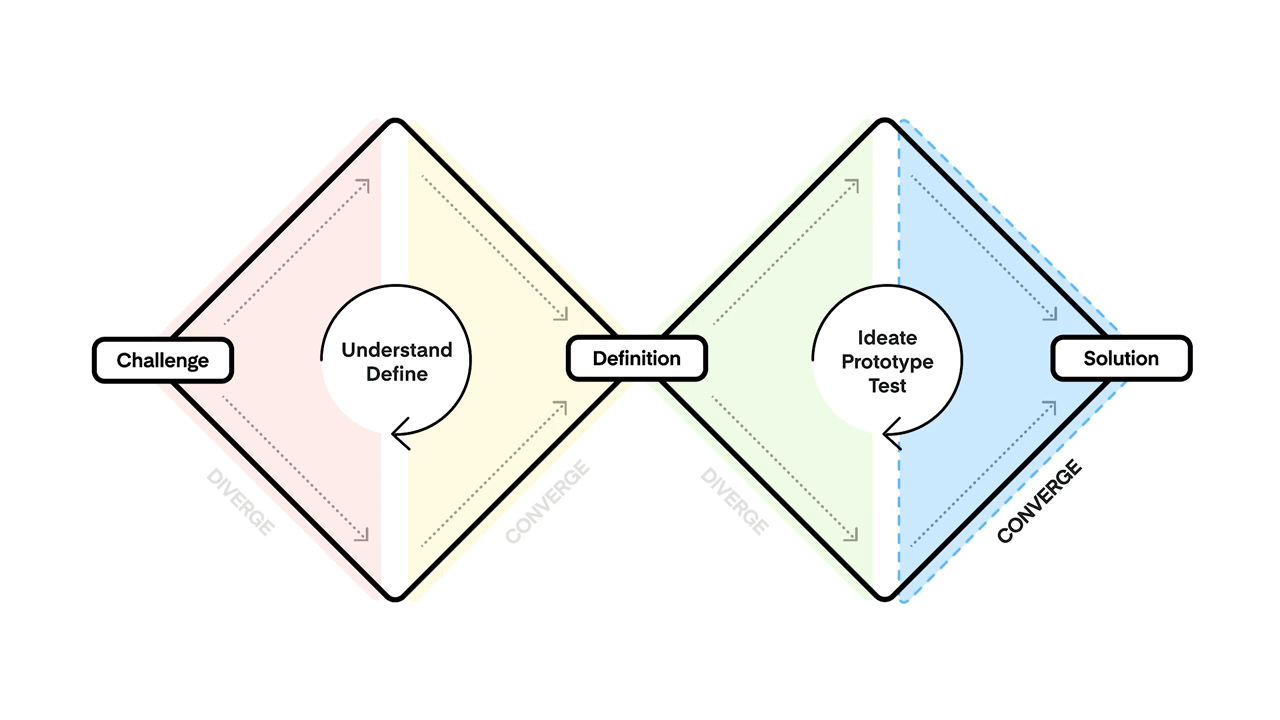 Challenge
Understand
Define
Definition
Ideate
Prototype
Test
Solution
DIVERGE
CONVERGE
DIVERGE
CONVERGE